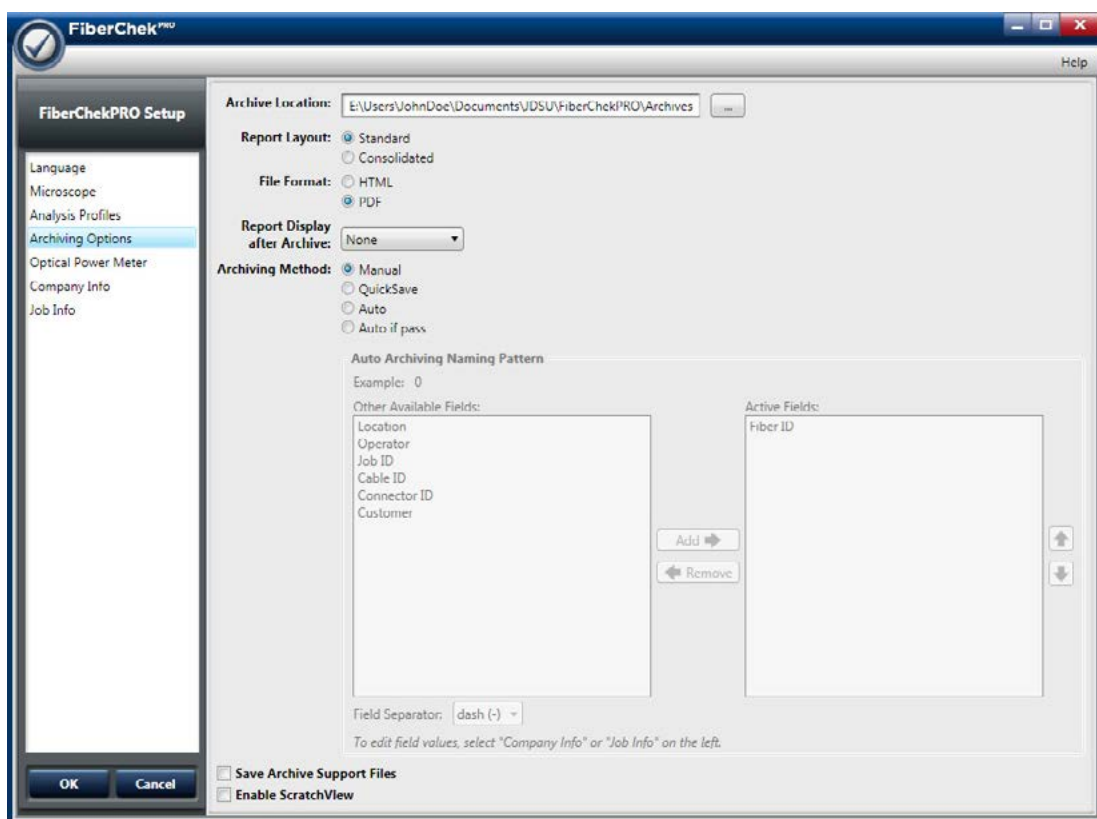 FiberChekPRO
Help
FiberChekPRO Setup
Language
Microscope
Analysis Profiles
Archiving Options
Optical Power Meter
Company Info
Job Info
OK Cancel
Archive Location: E:\Users\JohnDoe\Documents\JDSU\FiberChekPRO\Archives ...
Report Layout: Standard
Consolidated
File Format: HTML
PDF
Report Display
after Archive: None
Archiving Method: Manual
QuickSave
Auto
Auto if pass
Auto Archiving Naming Pattern
Example: 0
Other Available Fields: Active Fields:
Location Fiber ID
Operator
Job ID
Cable ID
Connector ID
Customer
Add
Remove
Field Separator: dash (-)
To edit field values, select "Company Info" or "Job Info" on the left.
Save Archive Support Files
Enable ScratchView